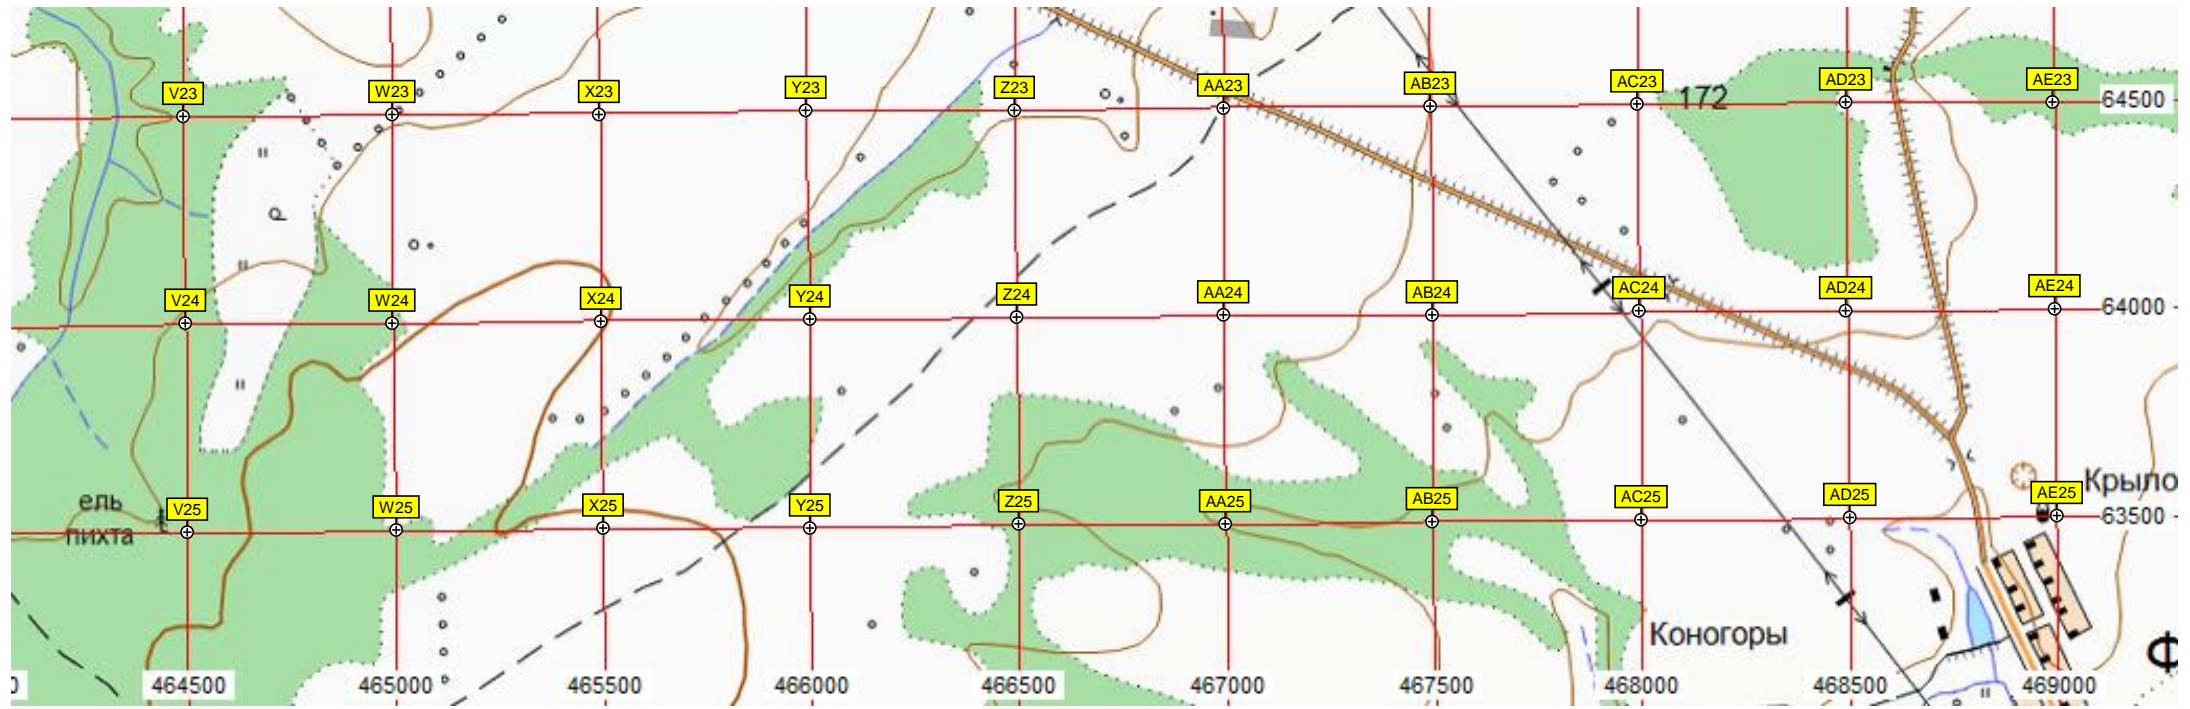 V23 W23 X23 Y23 Z23 AA23 AB23 AC23 172 AD23 AE23 64500
V24 W24 X24 Y24 Z24 AA24 AB24 AC24 AD24 AE24 64000
ель
пихта
V25 W25 X25 Y25 Z25 AA25 AB25 AC25 AD25 AE25 Крыло
63500
Коногоры
Ф
0 464500 465000 465500 466000 466500 467000 467500 468000 468500 469000